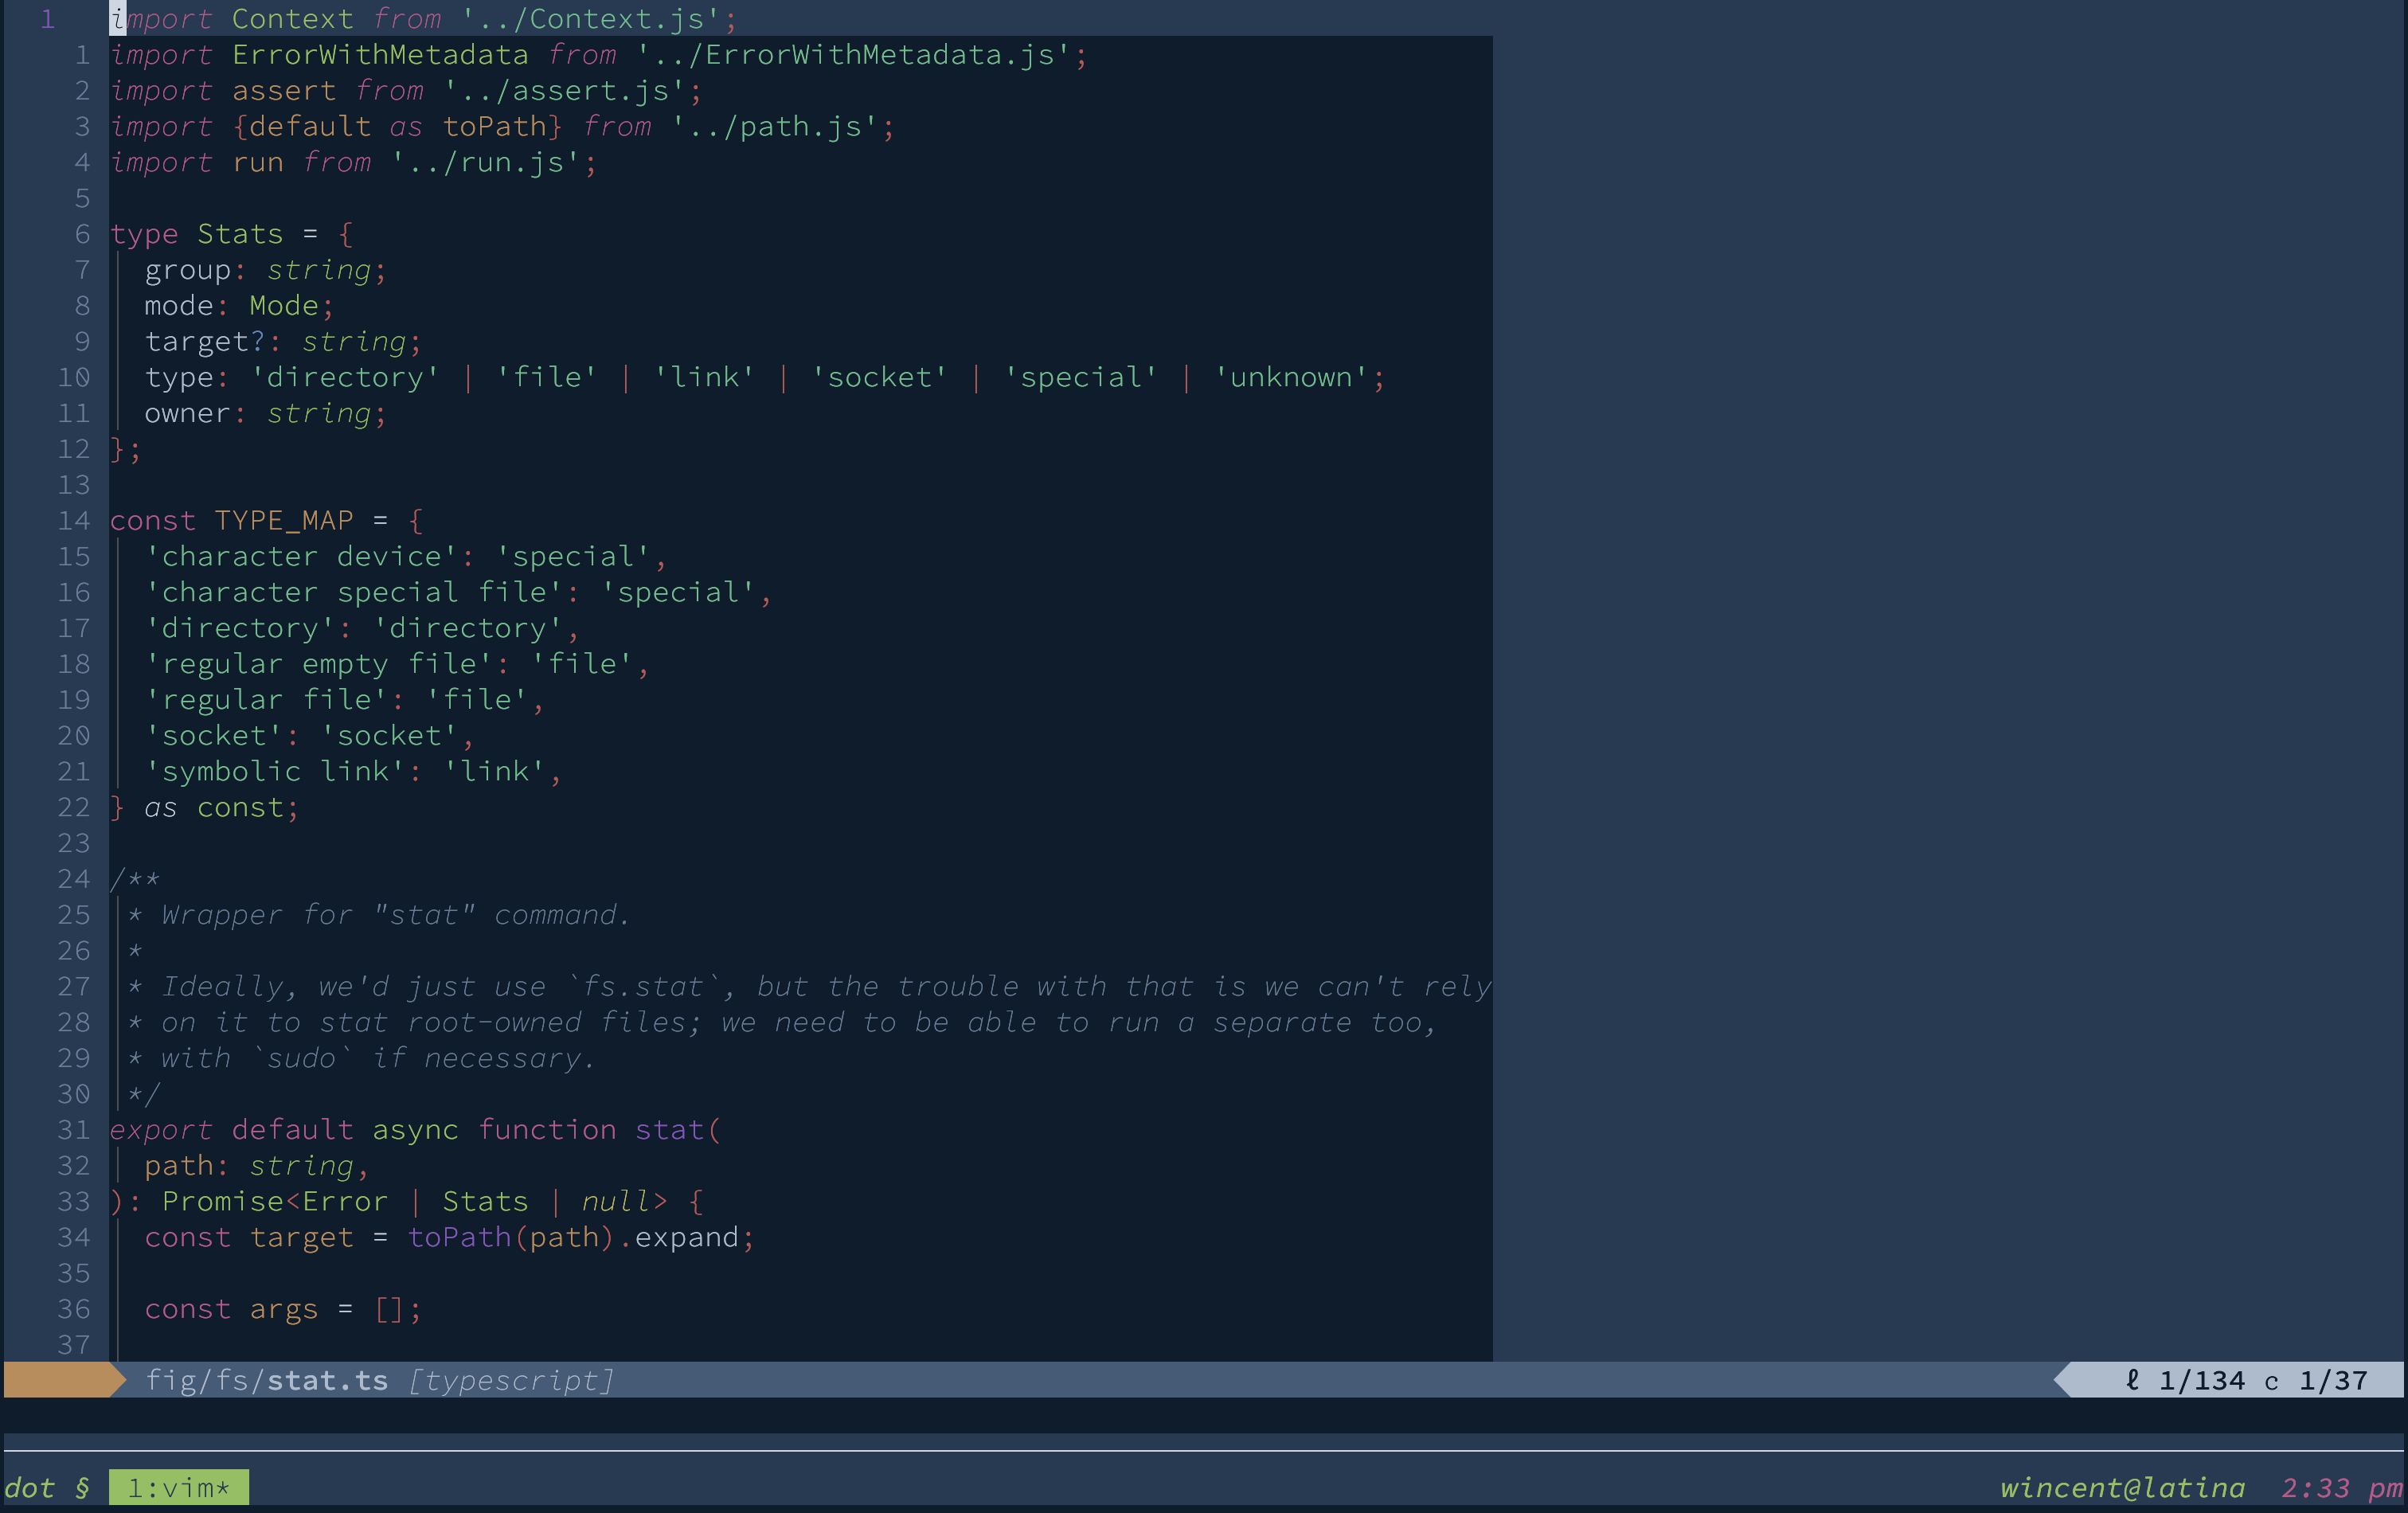 1 import Context from '../Context.js';
1 import ErrorWithMetadata from '../ErrorWithMetadata.js';
2 import assert from '../assert.js';
3 import {default as toPath} from '../path.js';
4 import run from '../run.js';
5
6 type Stats = {
7   group: string;
8   mode: Mode;
9   target?: string;
10   type: 'directory' | 'file' | 'link' | 'socket' | 'special' | 'unknown';
11   owner: string;
12 };
13
14 const TYPE_MAP = {
15   'character device': 'special',
16   'character special file': 'special',
17   'directory': 'directory',
18   'regular empty file': 'file',
19   'regular file': 'file',
20   'socket': 'socket',
21   'symbolic link': 'link',
22 } as const;
23
24 /**
25  * Wrapper for "stat" command.
26  *
27  * Ideally, we'd just use `fs.stat`, but the trouble with that is we can't rely
28  * on it to stat root-owned files; we need to be able to run a separate too,
29  * with `sudo` if necessary.
30  */
31 export default async function stat(
32   path: string,
33 ): Promise<Error | Stats | null> {
34   const target = toPath(path).expand;
35
36   const args = [];
37
fig/fs/stat.ts [typescript] ℓ 1/134 c 1/37
dot § 1:vim* wincent@latina 2:33 pm